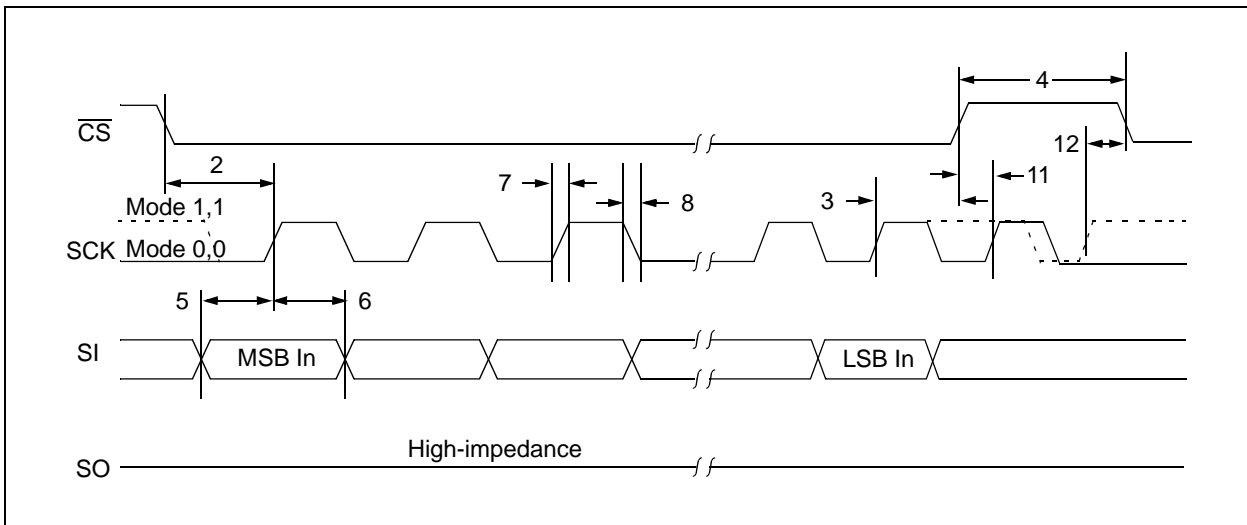 4
CS
12
2
11
7
8
3
Mode 1,1
SCK
Mode 0,0
5
6
SI
MSB In
LSB In
High-impedance
SO